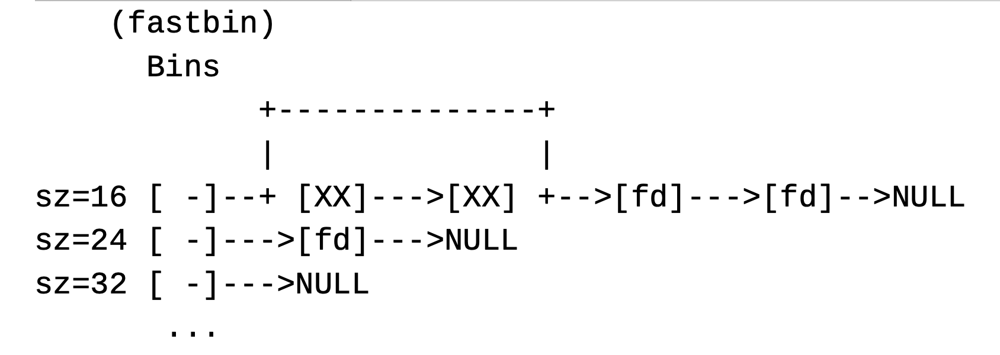 (fastbin)
Bins
+--------------+
| |
sz=16 [ -]--+ [XX]--->[XX] +-->[fd]--->[fd]-->NULL
sz=24 [ -]--->[fd]--->NULL
sz=32 [ -]--->NULL
...